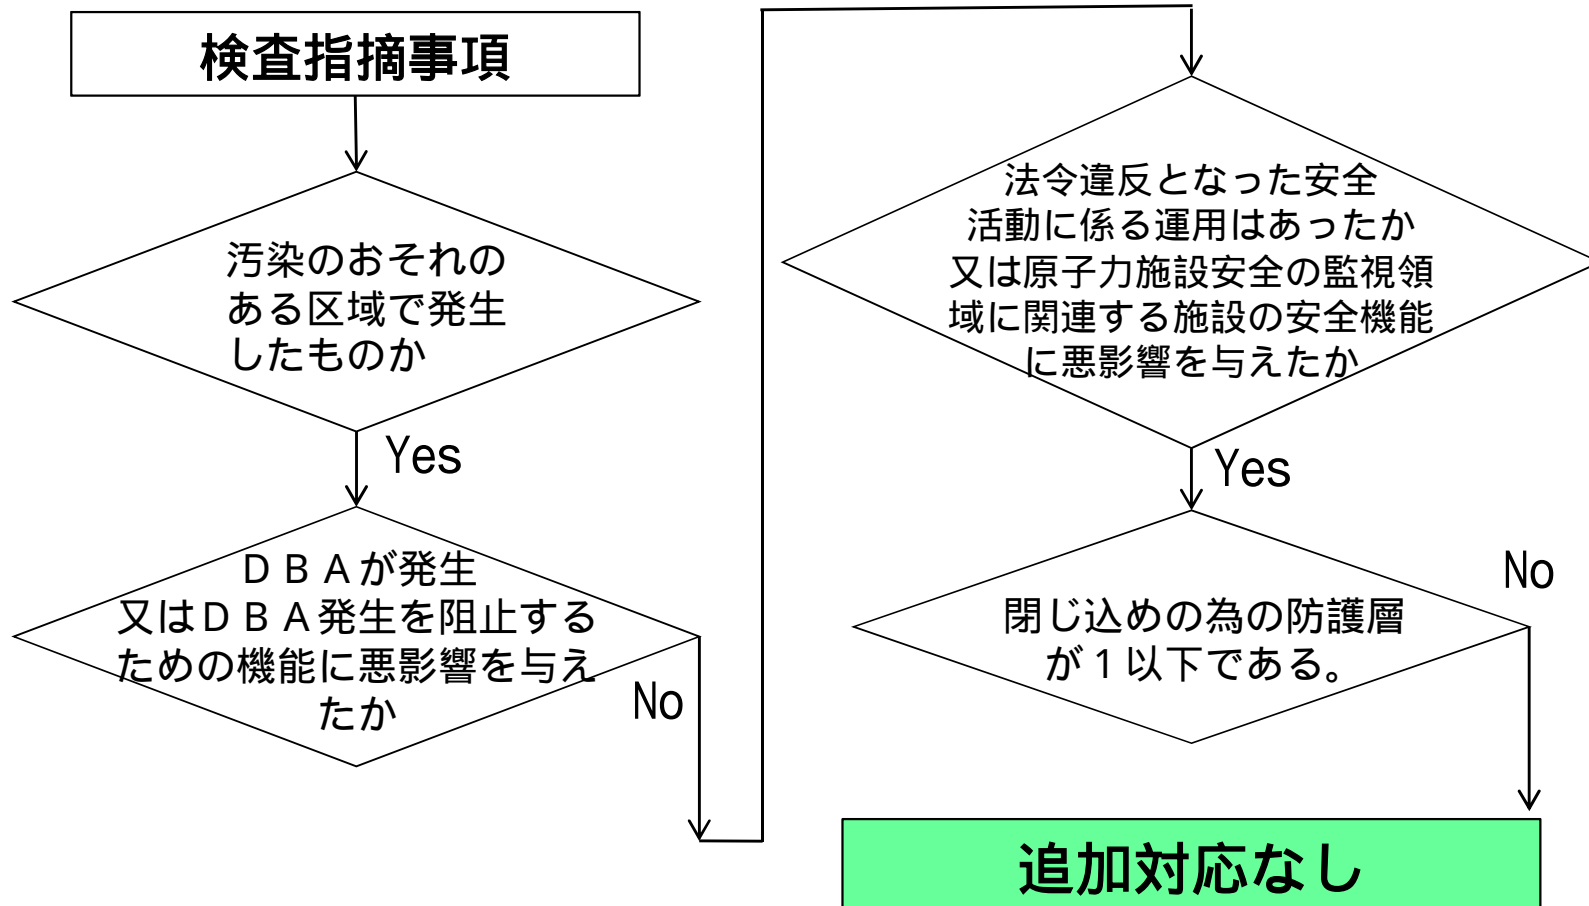 検査指摘事項
汚染のおそれの
ある区域で発生
したものか
Yes
ＤＢＡが発生
又はＤＢＡ発生を阻止する
ための機能に悪影響を与え
たか
No
法令違反となった安全
活動に係る運用はあったか
又は原子力施設安全の監視領
域に関連する施設の安全機能
に悪影響を与えたか
Yes
閉じ込めの為の防護層
が１以下である。
No
追加対応なし